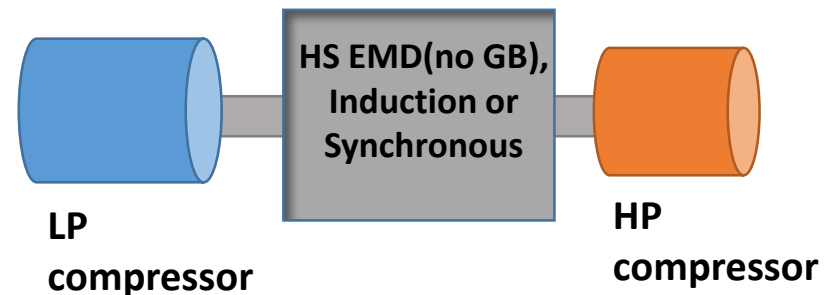 HS EMD(no GB),
Induction or
Synchronous
LP
compressor
HP
compressor